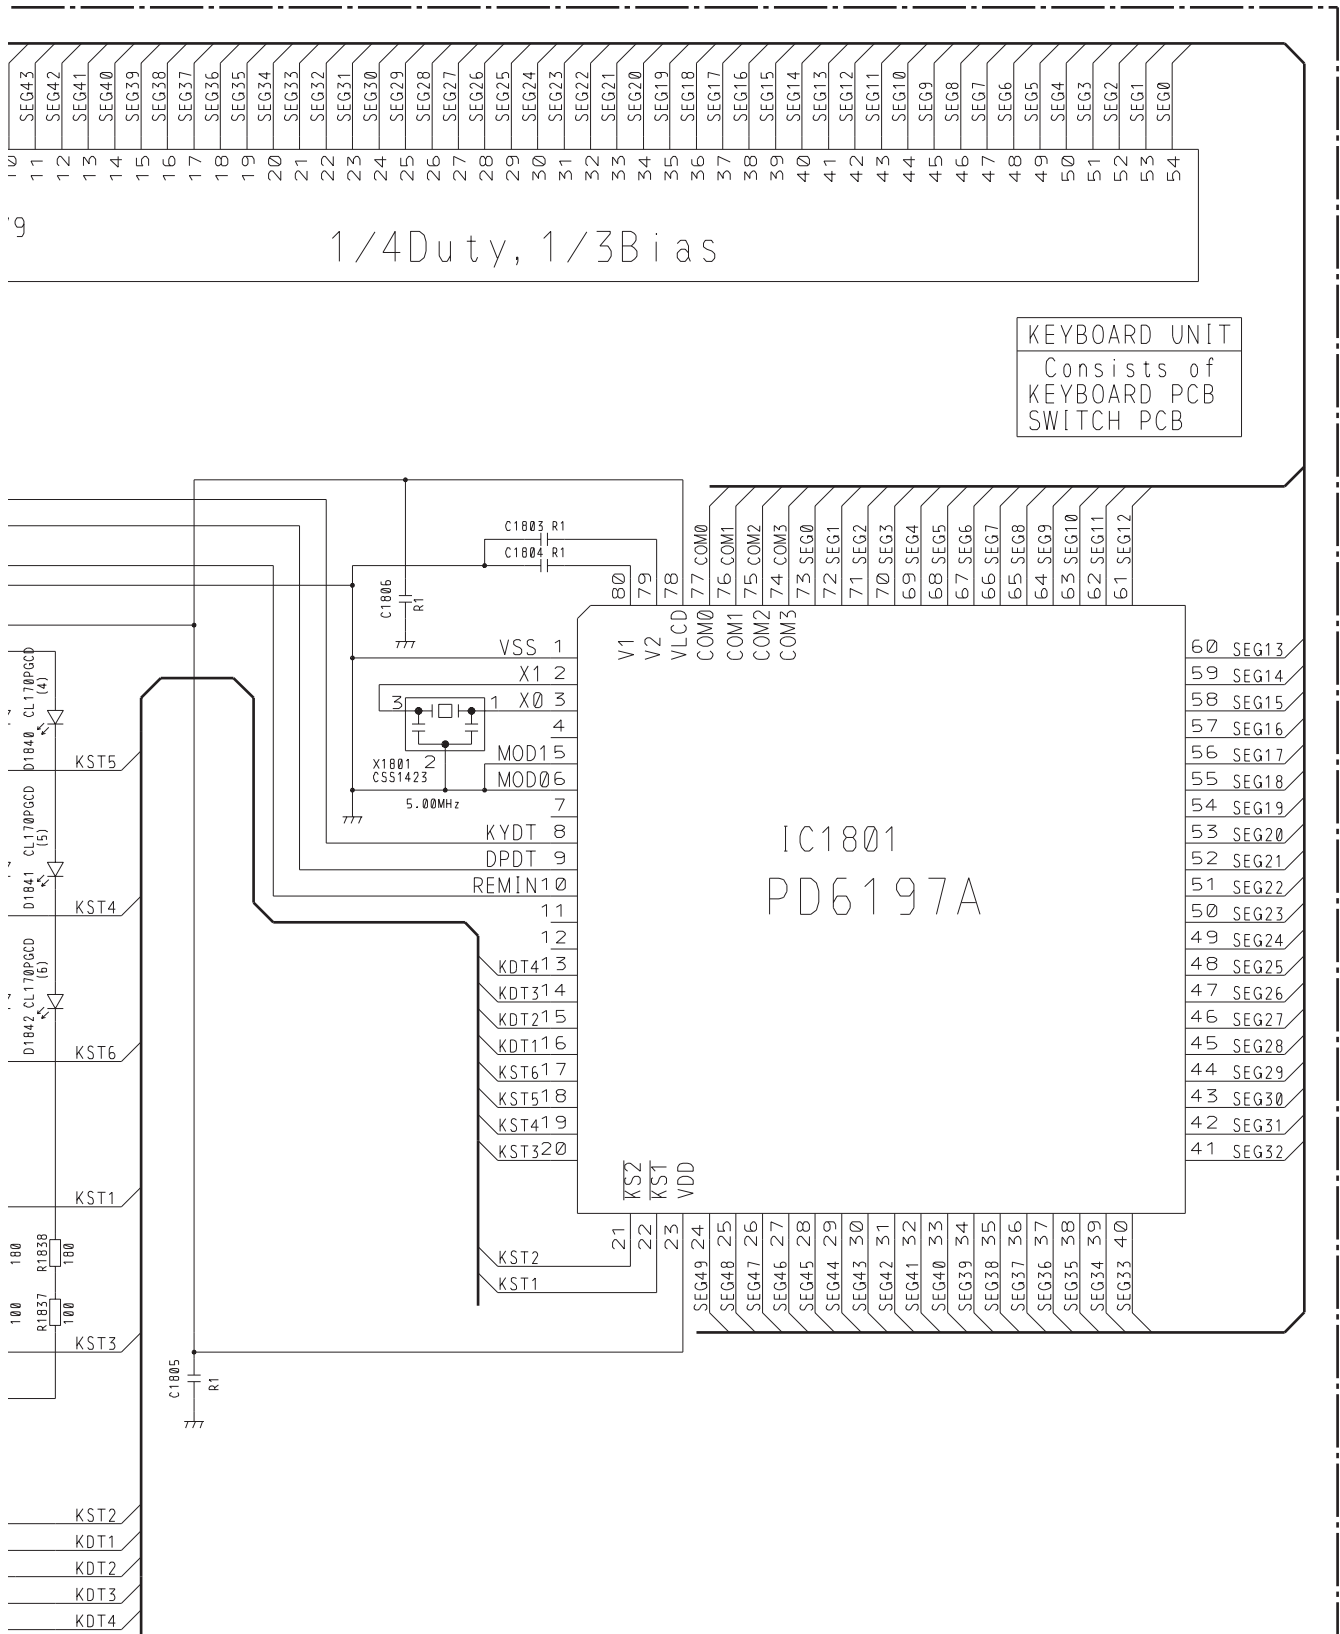 SEG43 SEG42 SEG41 SEG40 SEG39 SEG38 SEG37 SEG36 SEG35 SEG34 SEG33 SEG32 SEG31 SEG30 SEG29 SEG28 SEG27 SEG26 SEG25 SEG24 SEG23 SEG22 SEG21 SEG20 SEG19 SEG18 SEG17 SEG16 SEG15 SEG14 SEG13 SEG12 SEG11 SEG10 SEG9 SEG8 SEG7 SEG6 SEG5 SEG4 SEG3 SEG2 SEG1 SEG0
10 11 12 13 14 15 16 17 18 19 20 21 22 23 24 25 26 27 28 29 30 31 32 33 34 35 36 37 38 39 40 41 42 43 44 45 46 47 48 49 50 51 52 53 54
9
1/4Duty, 1/3Bias
KEYBOARD UNIT
Consists of
KEYBOARD PCB
SWITCH PCB
C1803 R1
C1804 R1
C1806
R1
80 79 78 77 76 75 74 73 72 71 70 69 68 67 66 65 64 63 62 61
COM0 COM1 COM2 COM3 SEG0 SEG1 SEG2 SEG3 SEG4 SEG5 SEG6 SEG7 SEG8 SEG9 SEG10 SEG11 SEG12
V1 V2 VLCD COM0 COM1 COM2 COM3
VSS 1
X1 2
X0 3
4
MOD1 5
MOD0 6
7
KYDT 8
DPDT 9
REMIN 10
11
12
KDT4 13
KDT3 14
KDT2 15
KDT1 16
KST6 17
KST5 18
KST4 19
KST3 20
3 1
X1801 2
CSS1423
5.00MHz
IC1801
PD6197A
60 SEG13
59 SEG14
58 SEG15
57 SEG16
56 SEG17
55 SEG18
54 SEG19
53 SEG20
52 SEG21
51 SEG22
50 SEG23
49 SEG24
48 SEG25
47 SEG26
46 SEG27
45 SEG28
44 SEG29
43 SEG30
42 SEG31
41 SEG32
KS2 KS1 VDD
21 22 23 24 25 26 27 28 29 30 31 32 33 34 35 36 37 38 39 40
SEG49 SEG48 SEG47 SEG46 SEG45 SEG44 SEG43 SEG42 SEG41 SEG40 SEG39 SEG38 SEG37 SEG36 SEG35 SEG34 SEG33
KST2
KST1
D1840 CL170PGCD
(4)
KST5
D1841 CL170PGCD
(5)
KST4
D1842 CL170PGCD
(6)
KST6
KST1
180 R1838 180
100 R1837 100
KST3
C1805
R1
KST2
KDT1
KDT2
KDT3
KDT4